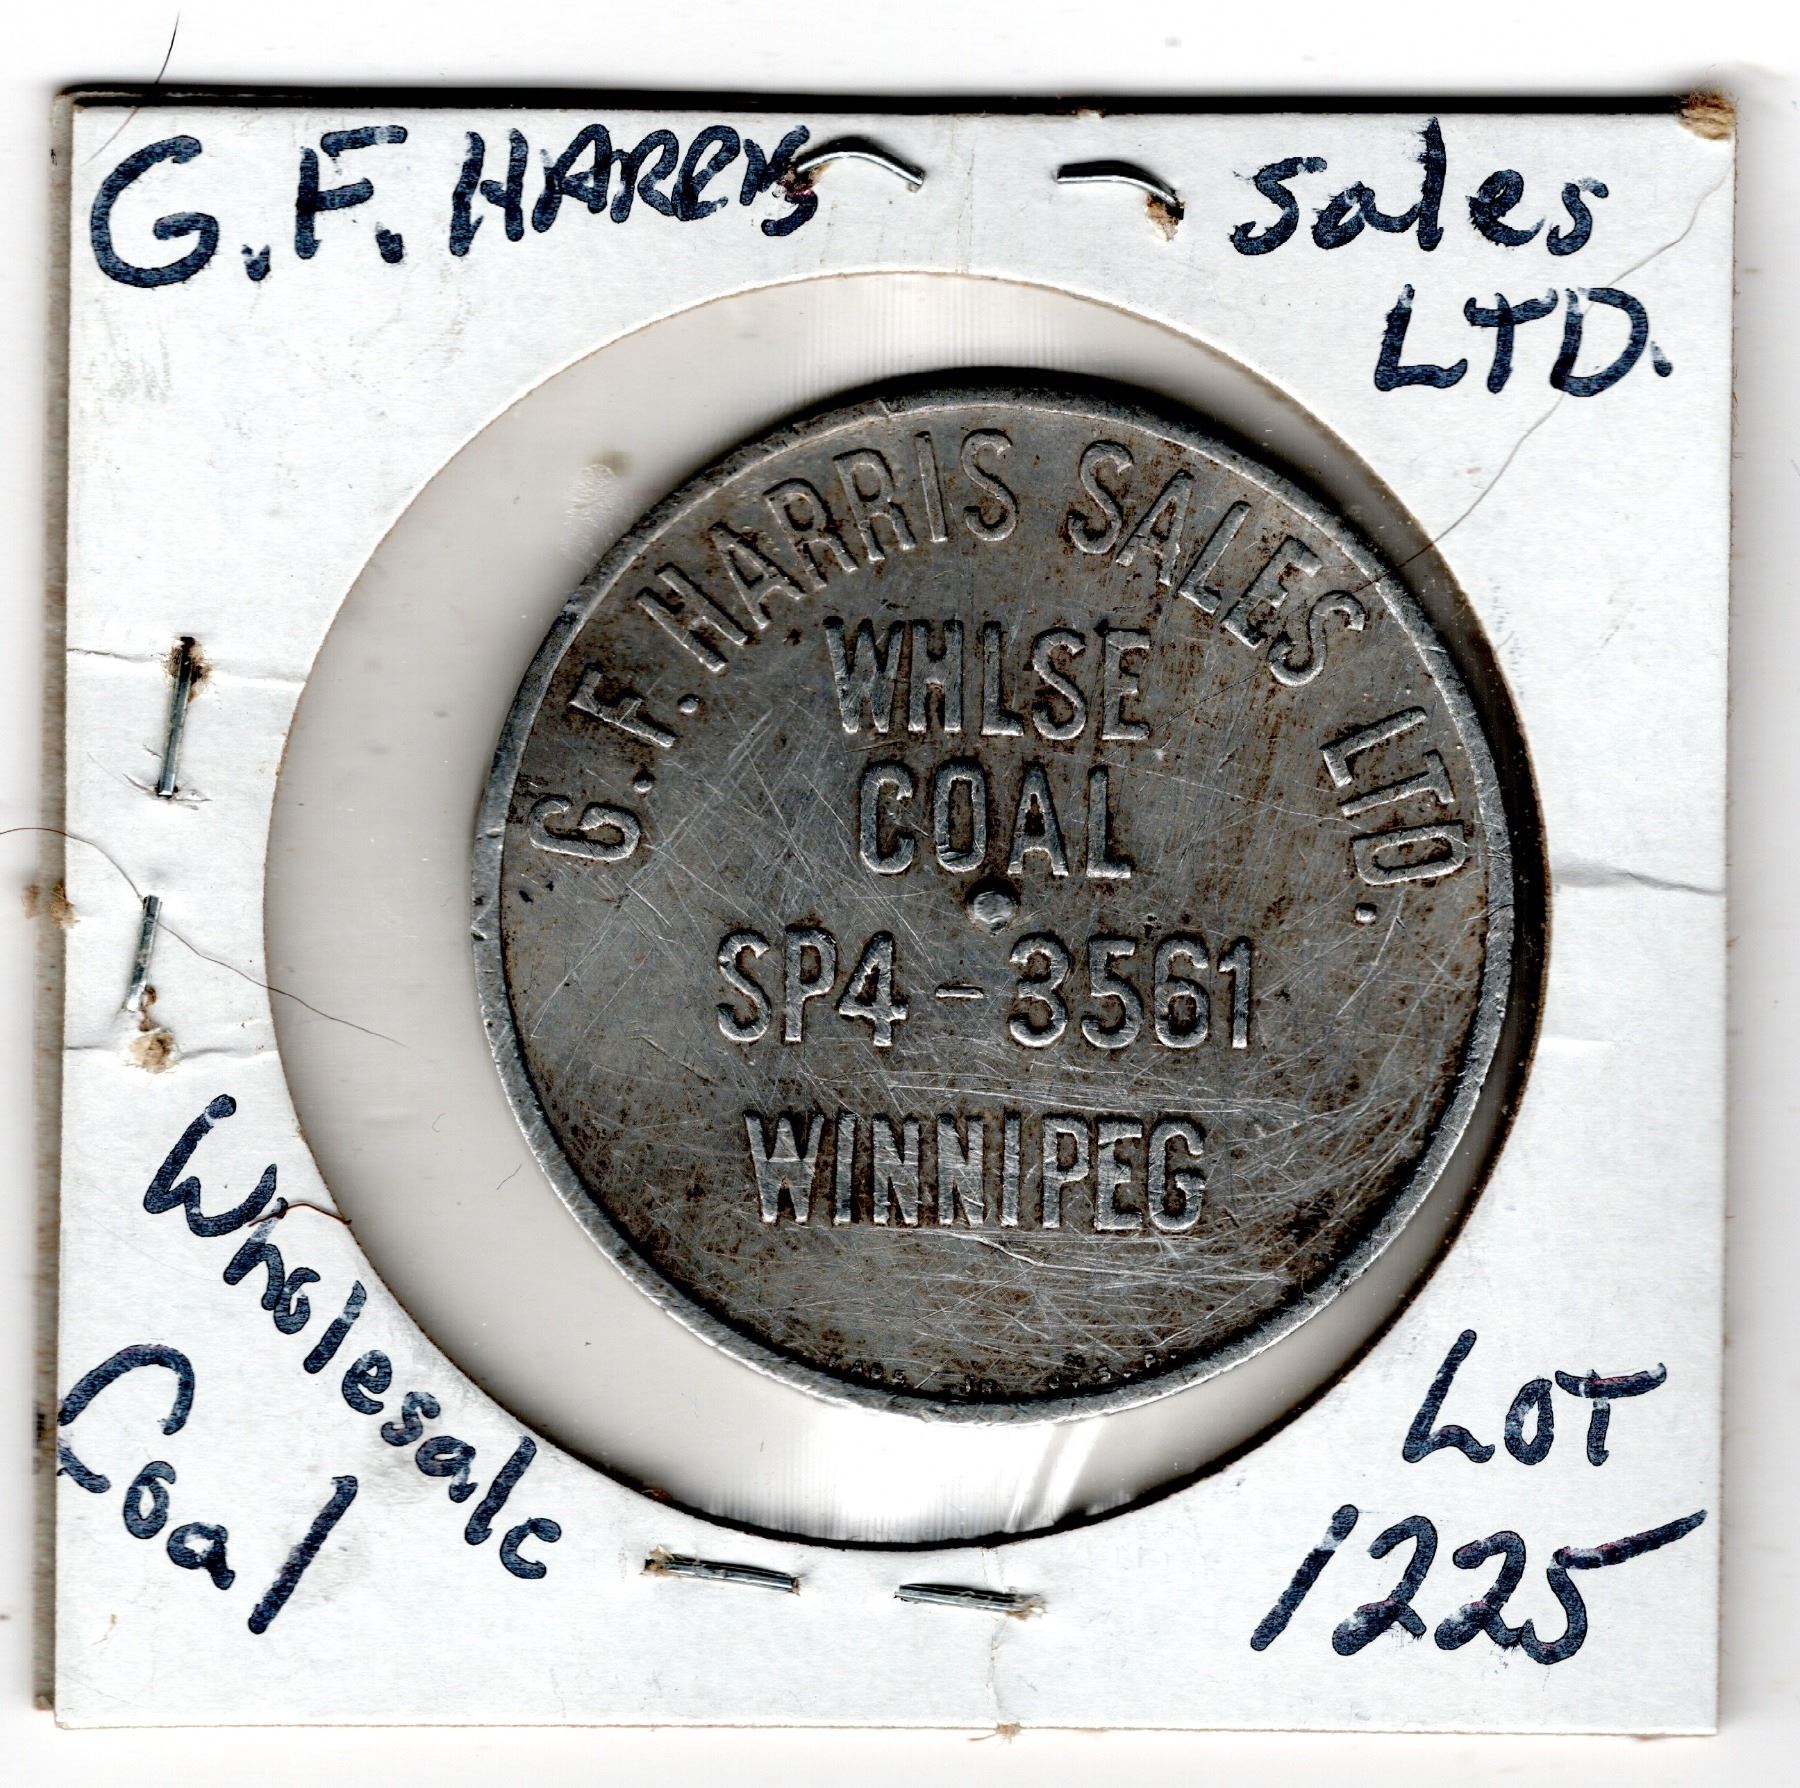 G.F. HARRIS Sales
LTD.
G.F. HARRIS SALES LTD.
WHLSE
COAL
SP4-3561
WINNIPEG
Wholesale
Coal
LOT
1225